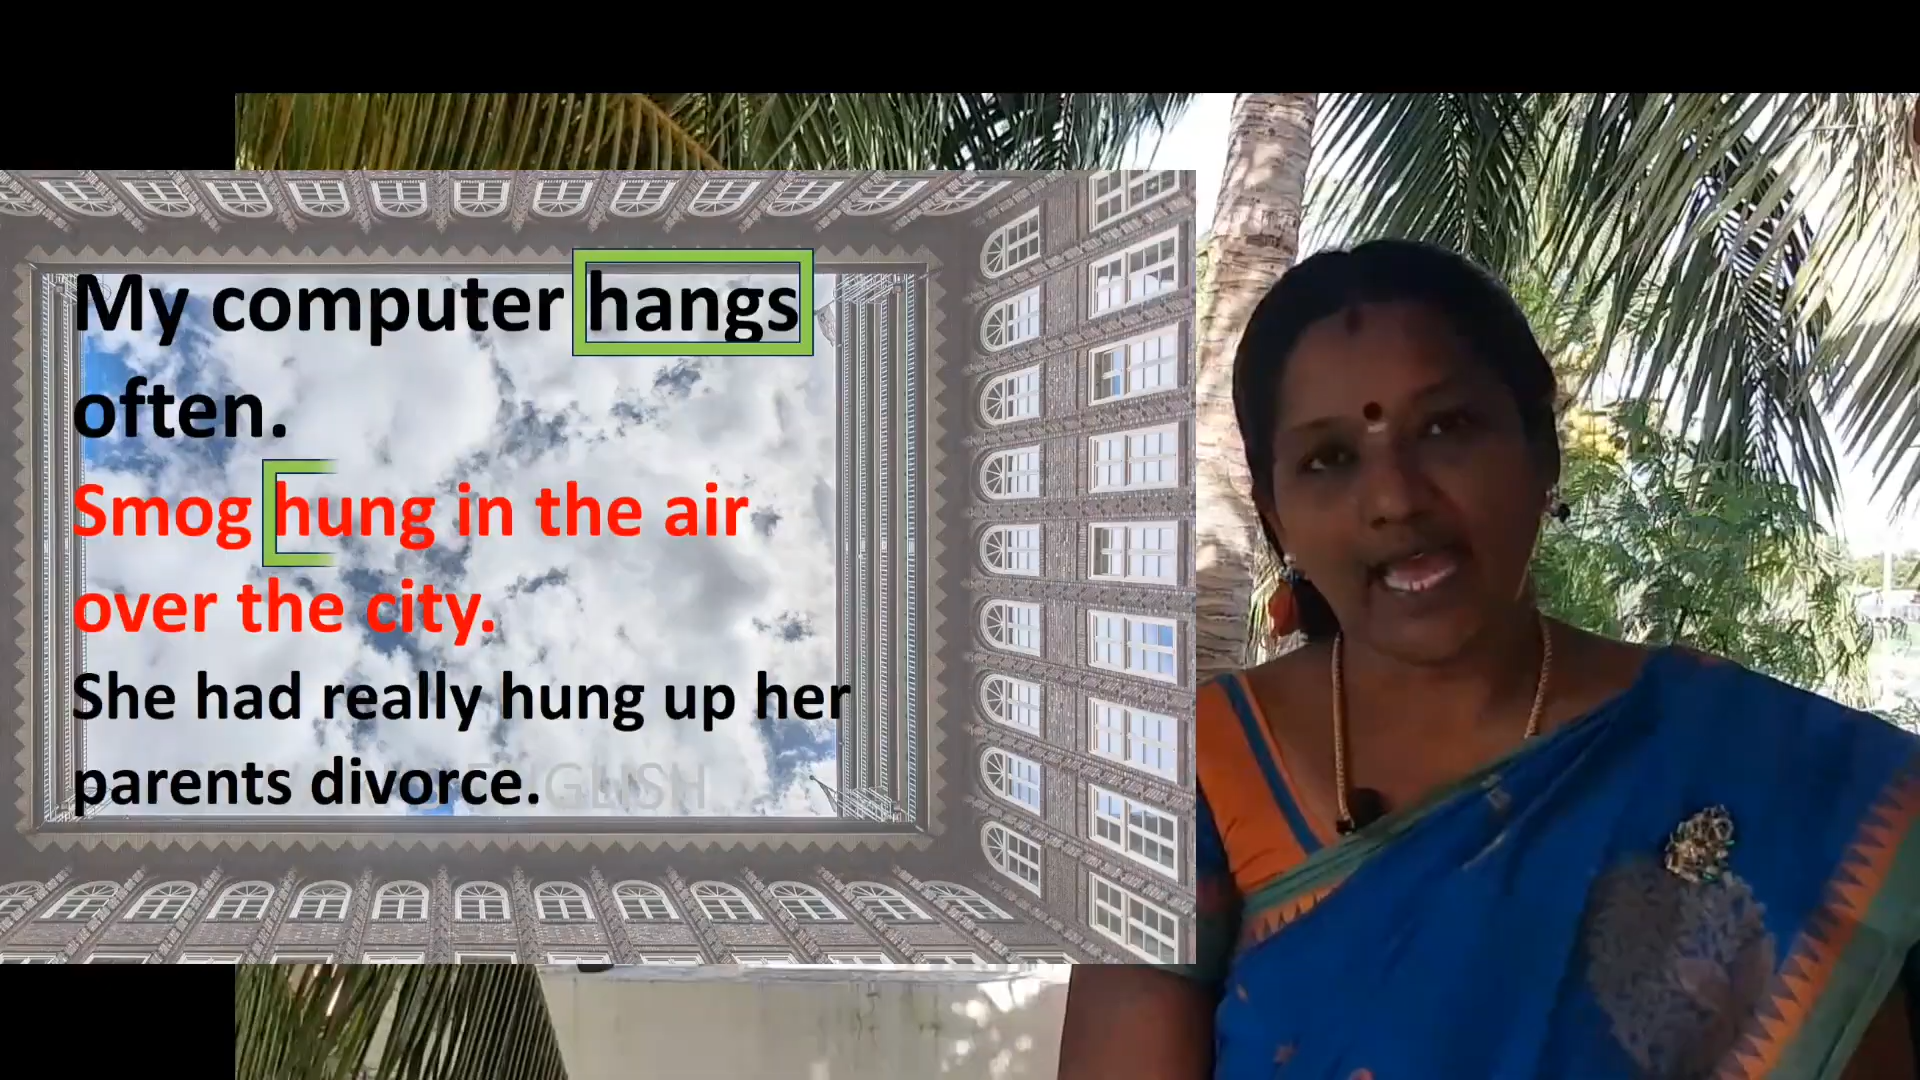 My computer hangs
often.
Smog hung in the air
over the city.
She had really hung up her
parents divorce.
GLISH